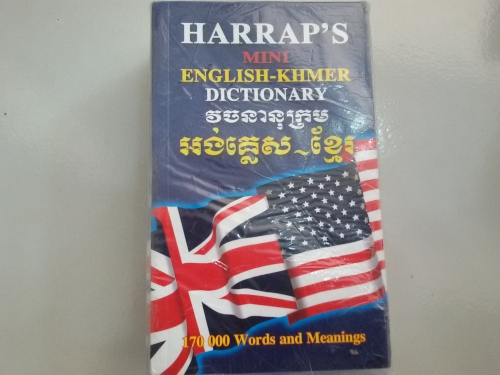 HARRAP'S
MINI
ENGLISH-KHMER
DICTIONARY
វចនានុក្រម
អង់គ្លេស~ខ្មែរ
170 000 Words and Meanings